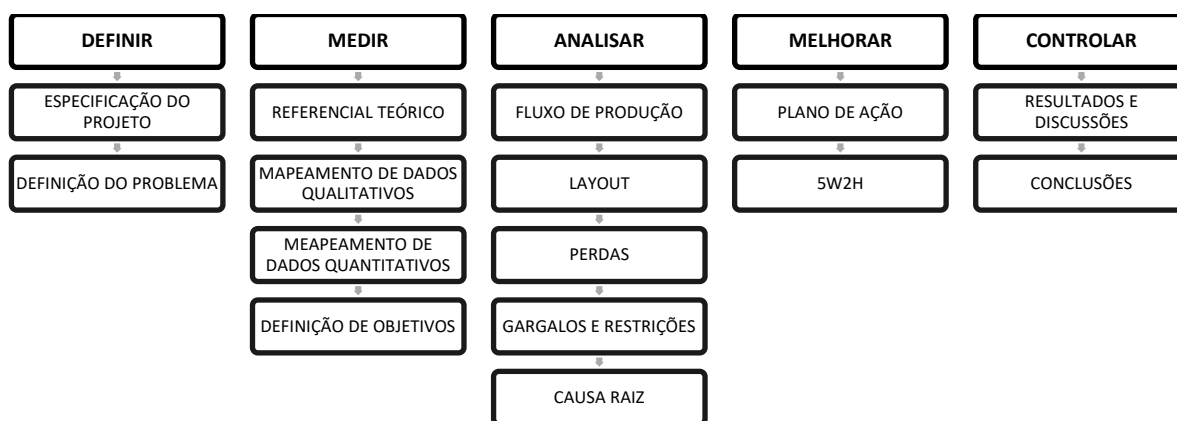 DEFINIR
ESPECIFICAÇÃO DO
PROJETO
DEFINIÇÃO DO PROBLEMA
MEDIR
REFERENCIAL TEÓRICO
MAPEAMENTO DE DADOS
QUALITATIVOS
MEAPEAMENTO DE
DADOS QUANTITATIVOS
DEFINIÇÃO DE OBJETIVOS
ANALISAR
FLUXO DE PRODUÇÃO
LAYOUT
PERDAS
GARGALOS E RESTRIÇÕES
CAUSA RAIZ
MELHORAR
PLANO DE AÇÃO
5W2H
CONTROLAR
RESULTADOS E
DISCUSSÕES
CONCLUSÕES